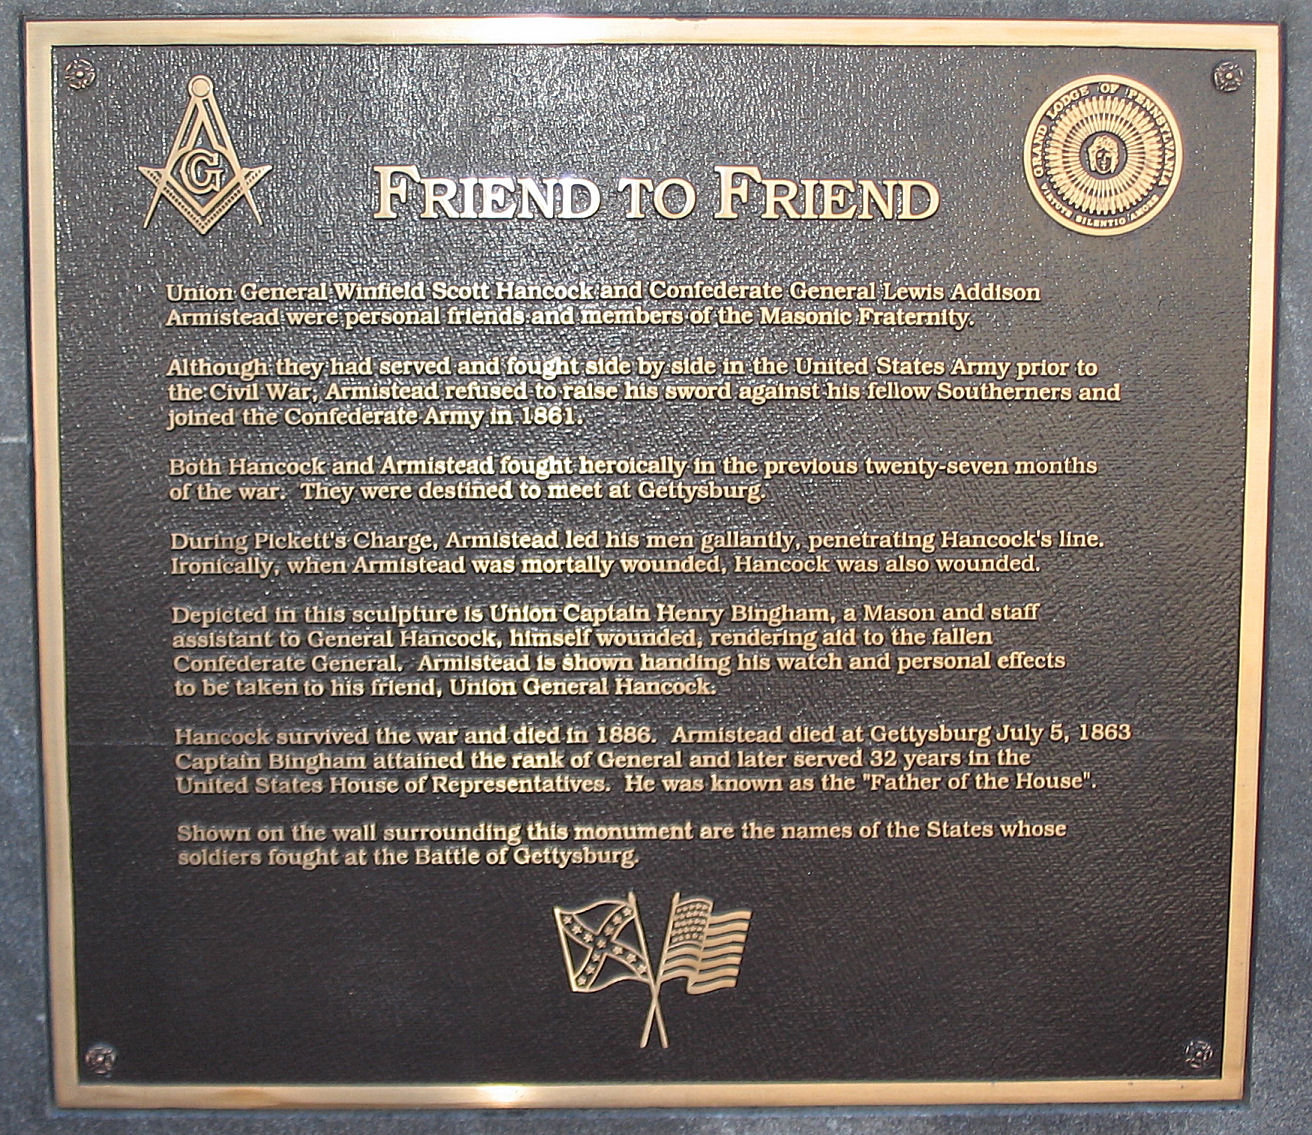 G
GRAND LODGE OF PENNSYLVANIA
VIRTUTE SILENTIO AMORE
FRIEND TO FRIEND
Union General Winfield Scott Hancock and Confederate General Lewis Addison
Armistead were personal friends and members of the Masonic Fraternity.
Although they had served and fought side by side in the United States Army prior to
the Civil War, Armistead refused to raise his sword against his fellow Southerners and
joined the Confederate Army in 1861.
Both Hancock and Armistead fought heroically in the previous twenty-seven months
of the war. They were destined to meet at Gettysburg.
During Pickett's Charge, Armistead led his men gallantly, penetrating Hancock's line.
Ironically, when Armistead was mortally wounded, Hancock was also wounded.
Depicted in this sculpture is Union Captain Henry Bingham, a Mason and staff
assistant to General Hancock, himself wounded, rendering aid to the fallen
Confederate General. Armistead is shown handing his watch and personal effects
to be taken to his friend, Union General Hancock.
Hancock survived the war and died in 1886. Armistead died at Gettysburg July 5, 1863
Captain Bingham attained the rank of General and later served 32 years in the
United States House of Representatives. He was known as the "Father of the House".
Shown on the wall surrounding this monument are the names of the States whose
soldiers fought at the Battle of Gettysburg.